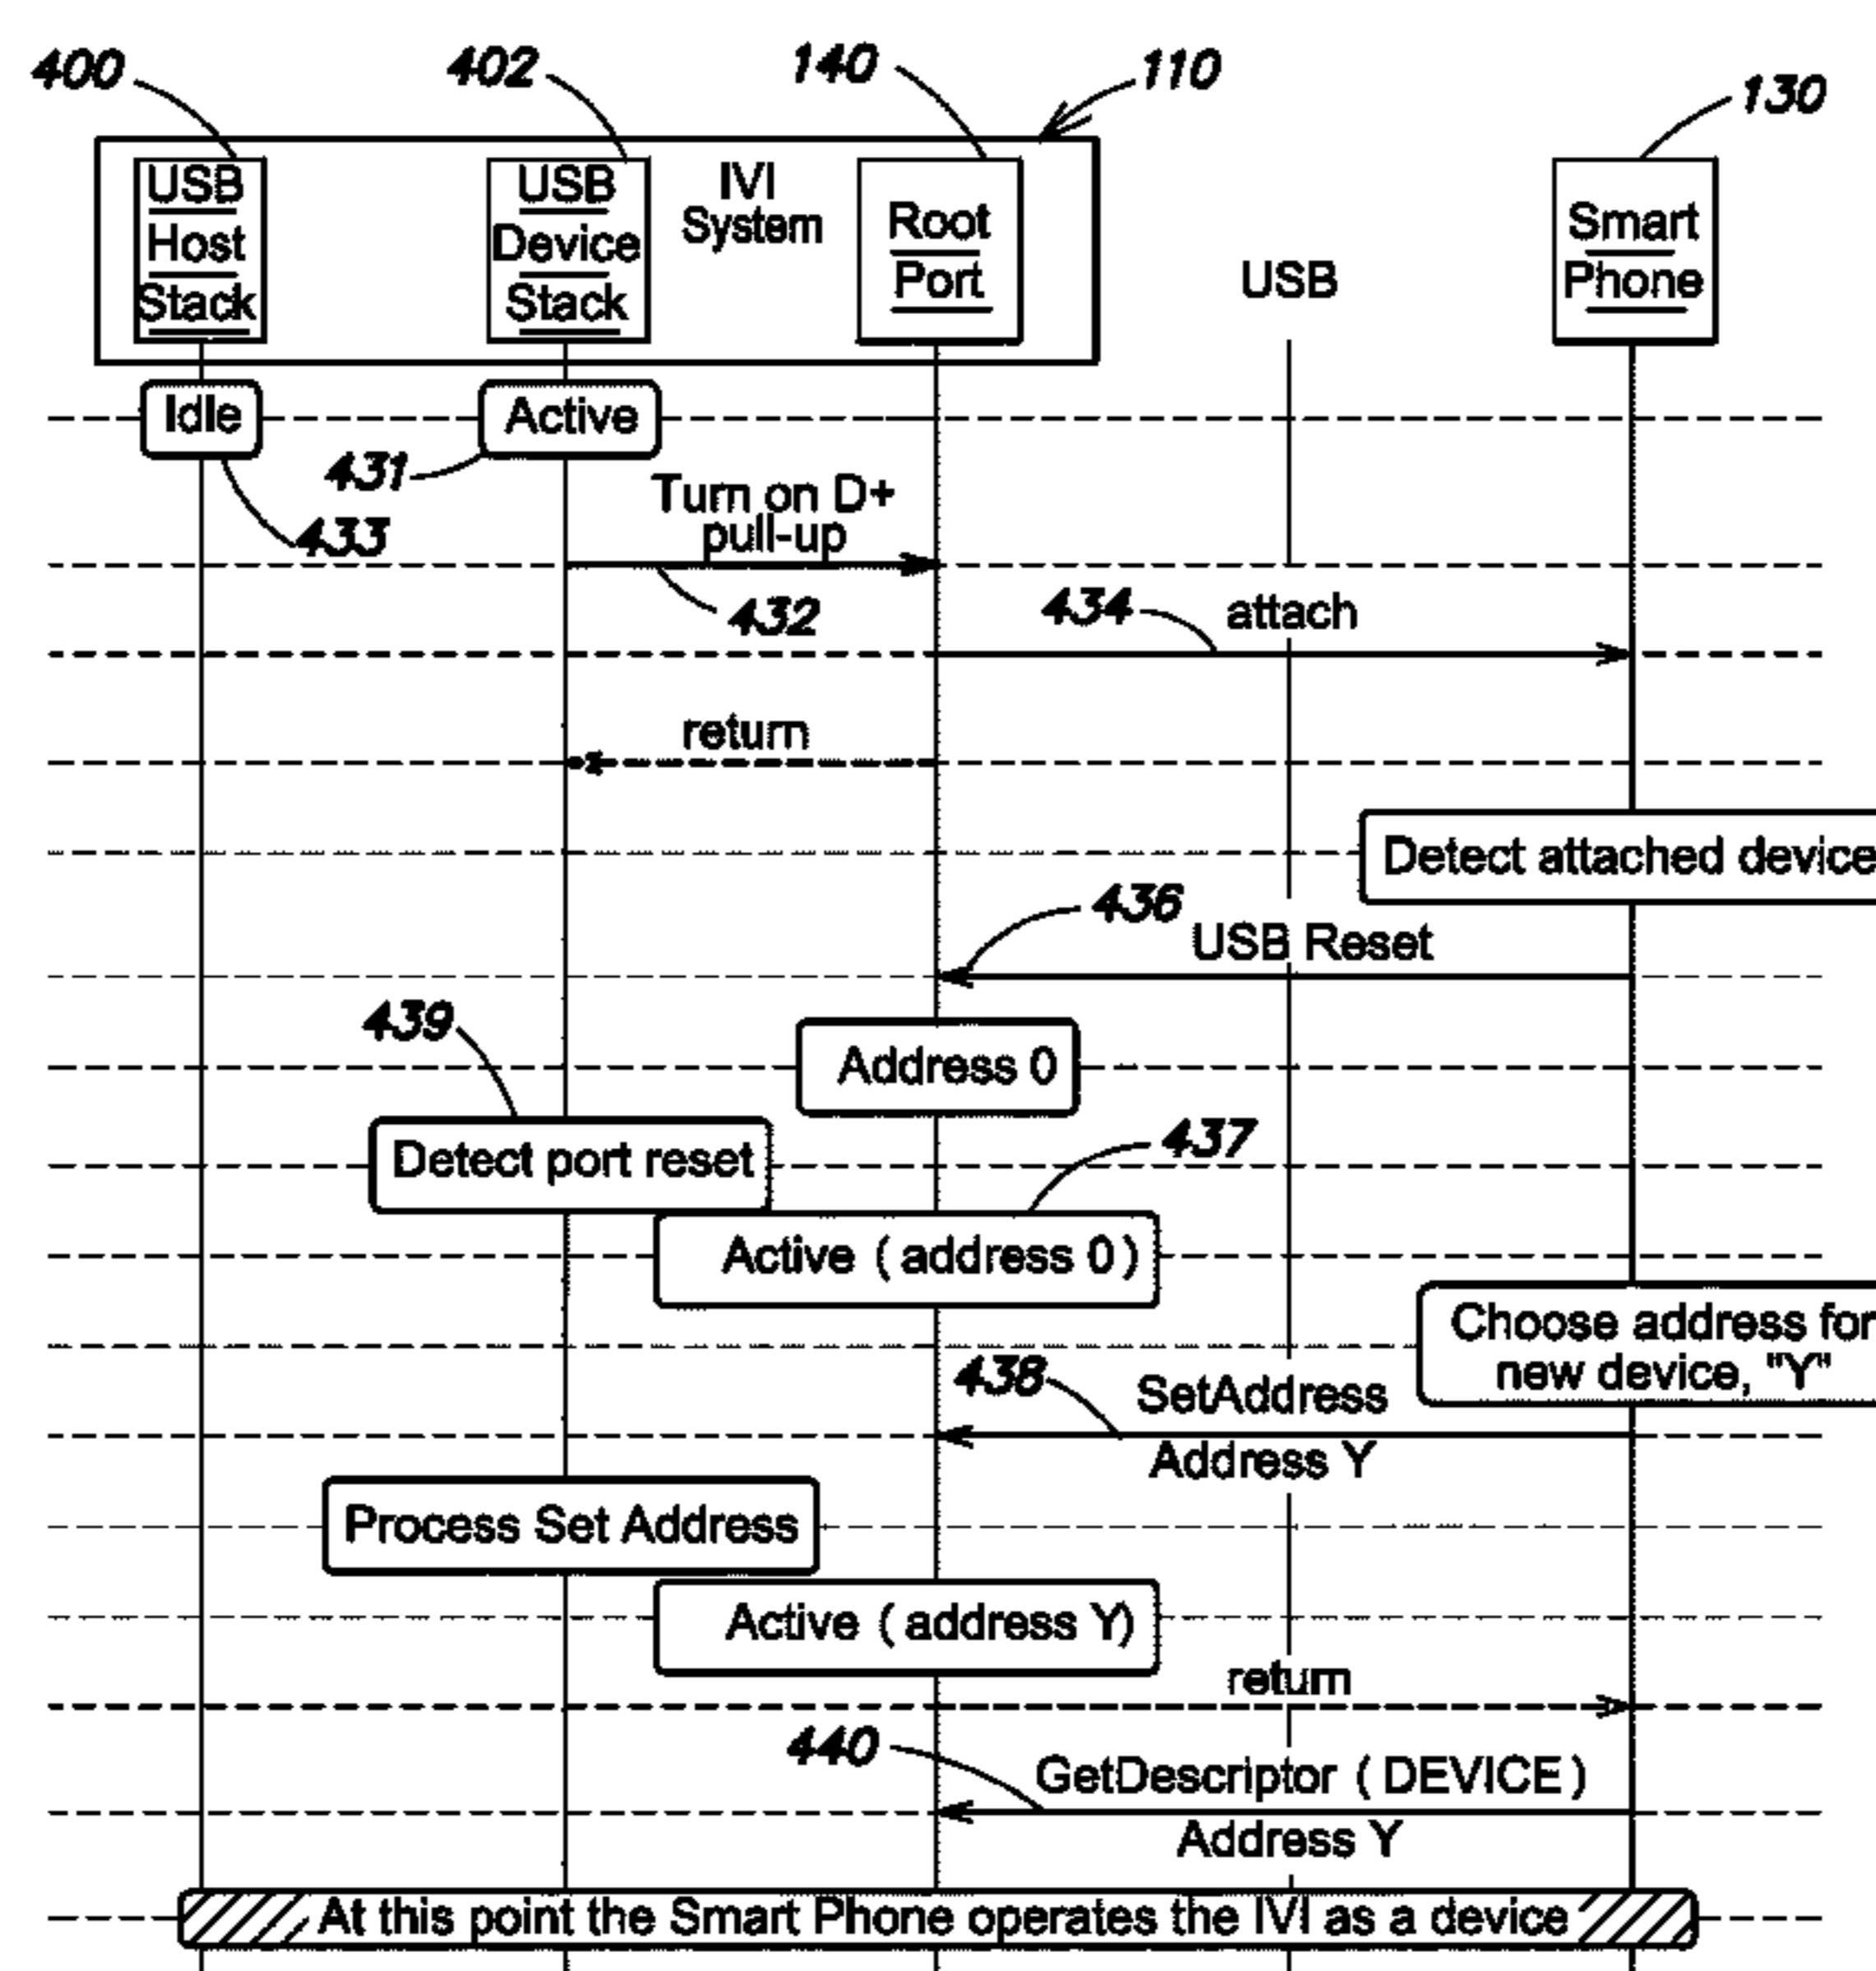 400
402
140
110
130
USB
Host
Stack
USB
Device
Stack
IVI
System
Root
Port
USB
Smart
Phone
Idle
Active
431
433
Turn on D+
pull-up
432
434
attach
return
Detect attached device
436
USB Reset
439
Address 0
437
Detect port reset
Active ( address 0 )
Choose address for
new device, "Y"
438
SetAddress
Address Y
Process Set Address
Active ( address Y)
return
440
GetDescriptor ( DEVICE )
Address Y
At this point the Smart Phone operates the IVI as a device